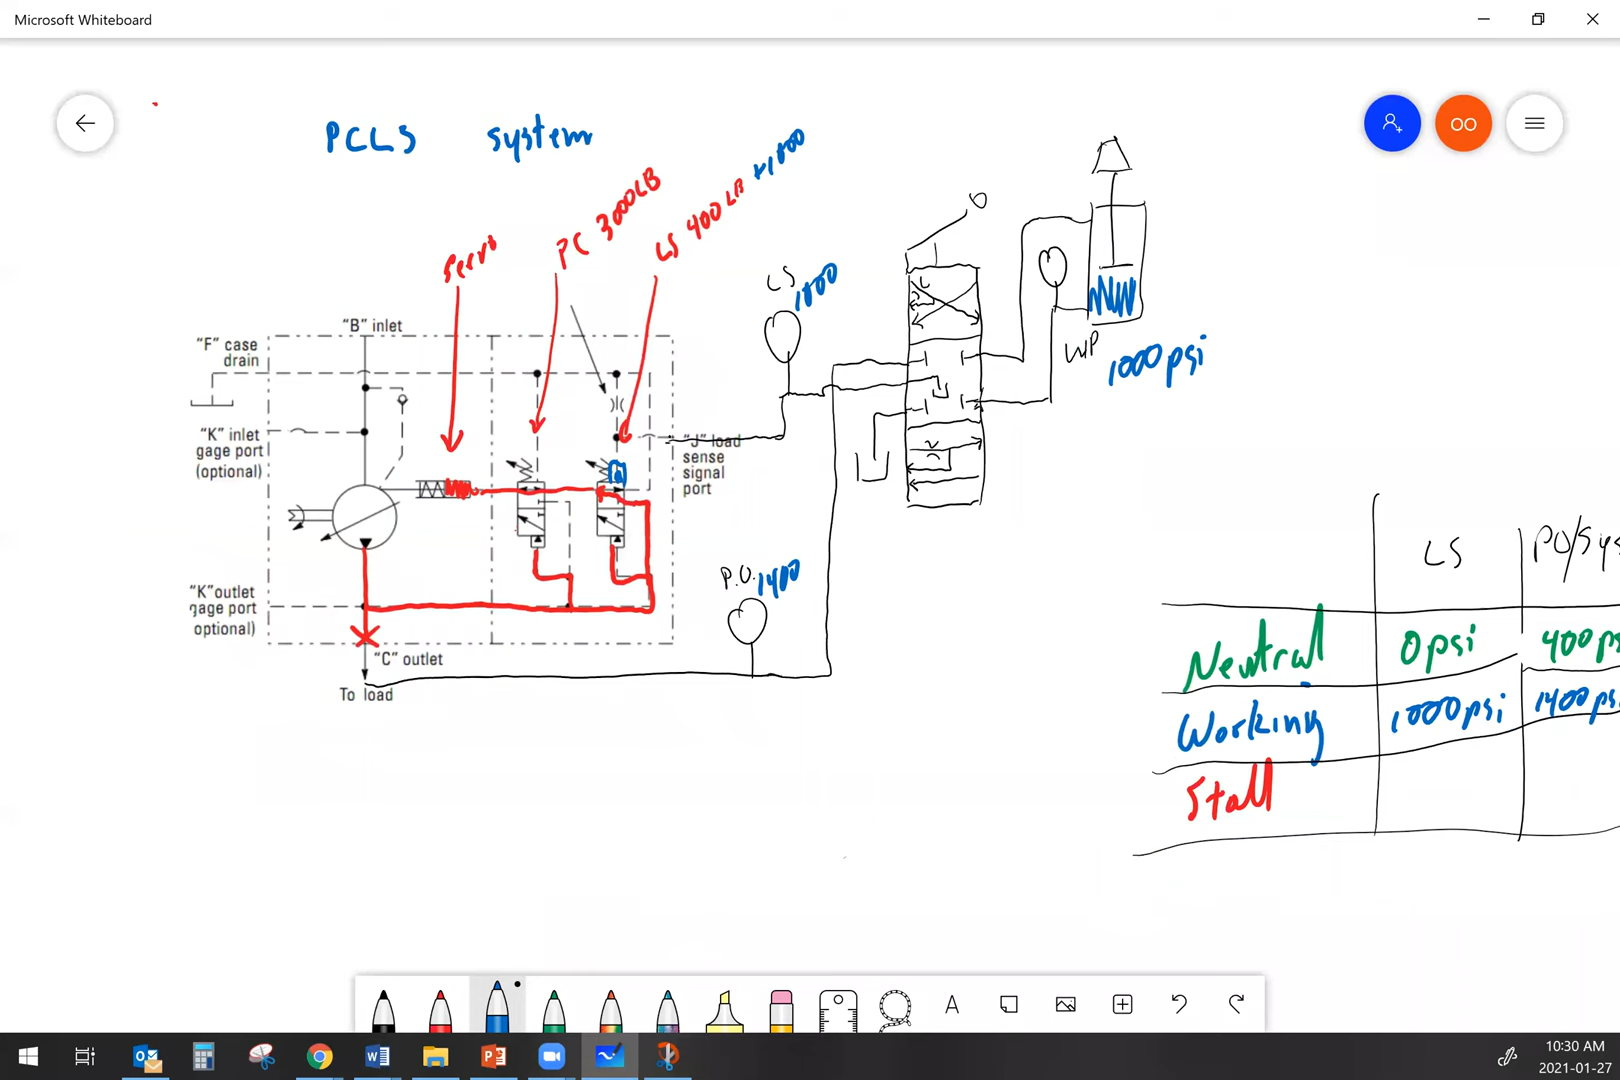 Microsoft Whiteboard
PCLS system
+1000
Servo
PC 3000LB
LS 400LB
LS
1000
"B" inlet
"F" case
drain
"K" inlet
gage port
(optional)
"J" load
sense
signal
port
WP
1000psi
P.O. 1400
"K"outlet
gage port
optional)
"C" outlet
To load
LS
PO/Sys
Neutral
0psi
400ps
Working
1000psi
1400ps
Stall
OO
A
10:30 AM
2021-01-27